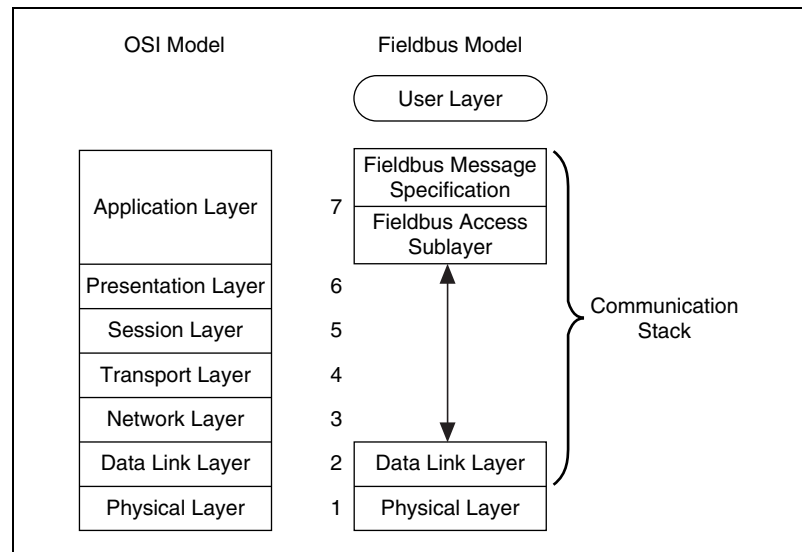 OSI Model
Fieldbus Model
User Layer
Application Layer
7
Fieldbus Message
Specification
Fieldbus Access
Sublayer
Presentation Layer
6
Session Layer
5
Transport Layer
4
Network Layer
3
Data Link Layer
2
Data Link Layer
Physical Layer
1
Physical Layer
Communication
Stack